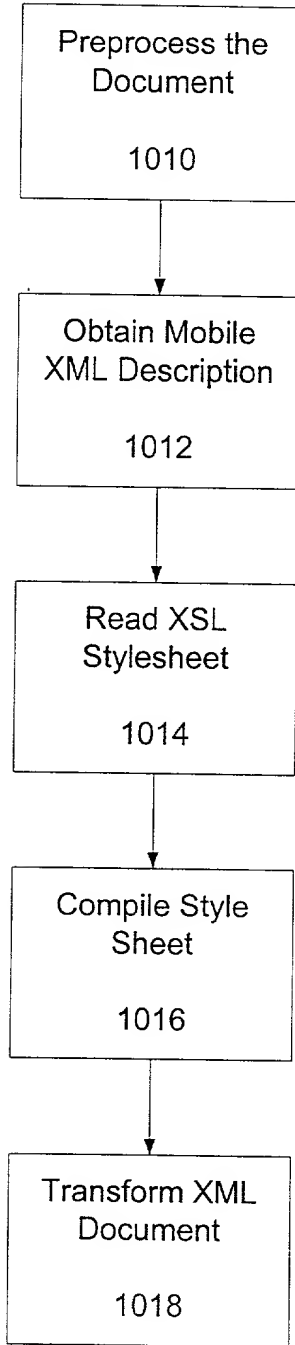 Preprocess the
Document
1010
Obtain Mobile
XML Description
1012
Read XSL
Stylesheet
1014
Compile Style
Sheet
1016
Transform XML
Document
1018